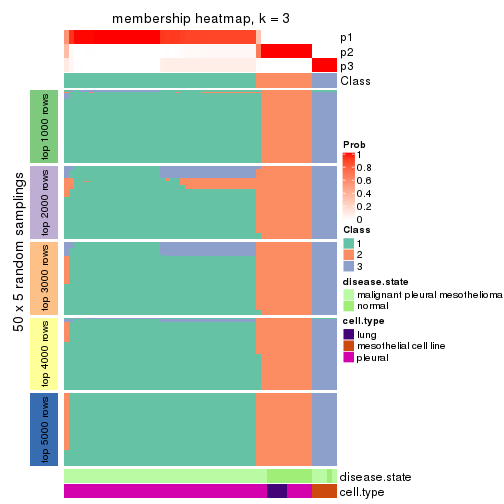 membership heatmap, k = 3
p1
p2
p3
Class
50 x 5 random samplings
top 1000 rows
top 2000 rows
top 3000 rows
top 4000 rows
top 5000 rows
Prob
1
0.8
0.6
0.4
0.2
0
Class
1
2
3
disease.state
malignant pleural mesothelioma
normal
cell.type
lung
mesothelial cell line
pleural
disease.state
cell.type